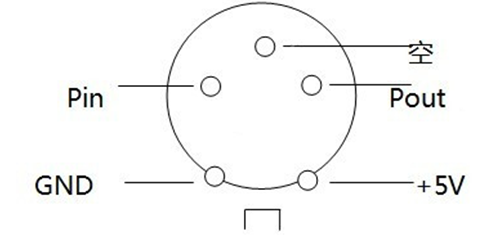 空
Pin
Pout
GND
+5V